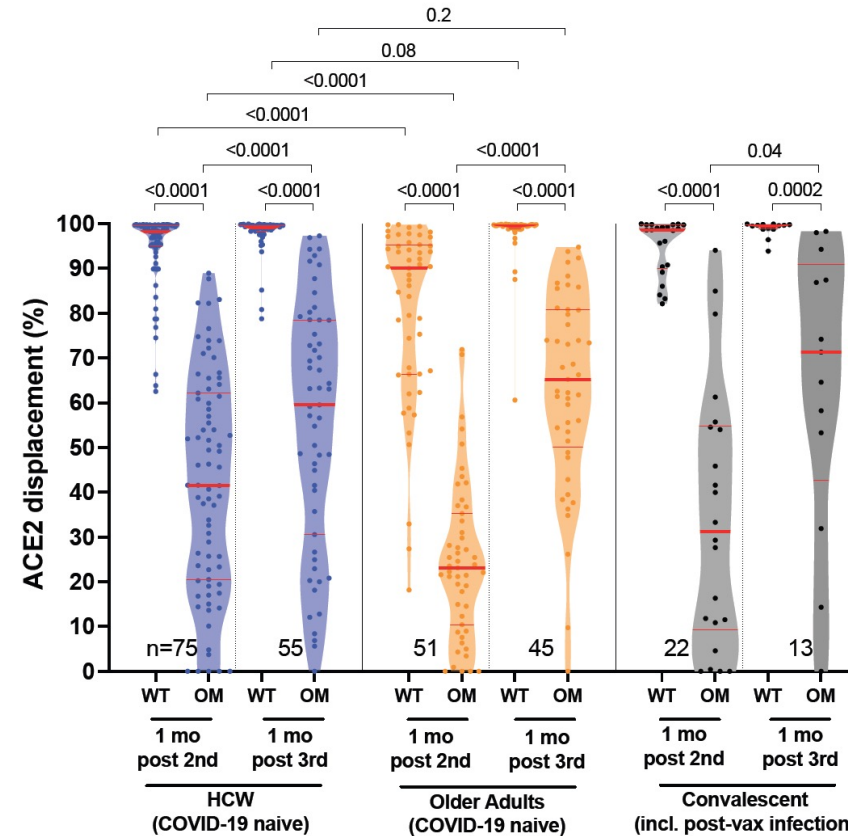 0.2
0.08
<0.0001
<0.0001
<0.0001 <0.0001 0.04
<0.0001 <0.0001 <0.0001 <0.0001 <0.0001 0.0002
ACE2 displacement (%)
100
90
80
70
60
50
40
30
20
10
0
n=75 55 51 45 22 13
WT OM WT OM WT OM WT OM WT OM WT OM
1 mo post 2nd
1 mo post 3rd
1 mo post 2nd
1 mo post 3rd
1 mo post 2nd
1 mo post 3rd
HCW
(COVID-19 naive)
Older Adults
(COVID-19 naive)
Convalescent
(incl. post-vax infection